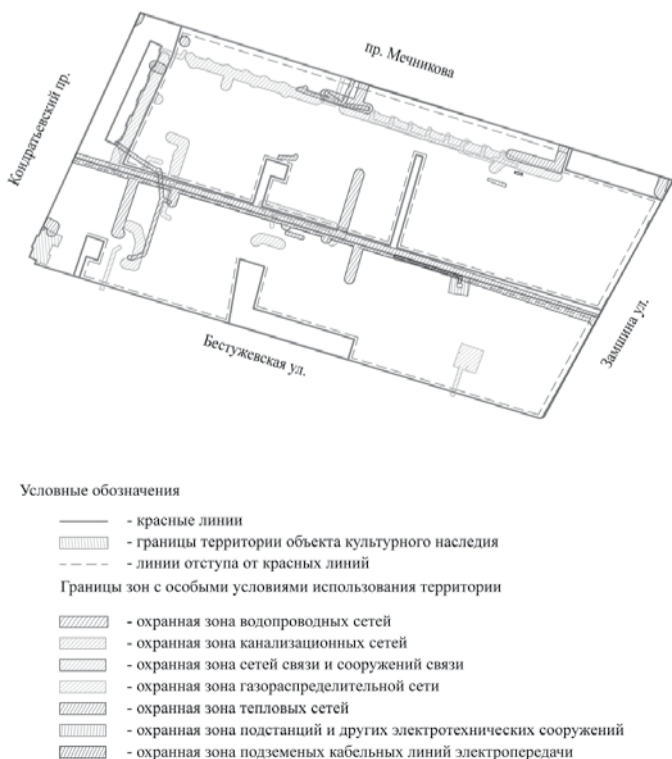 пр. Мечникова
Кондратьевский пр.
Замшина ул.
Бестужевская ул.
Условные обозначения
- красные линии
- границы территории объекта культурного наследия
- линии отступа от красных линий
Границы зон с особыми условиями использования территории
- охранная зона водопроводных сетей
- охранная зона канализационных сетей
- охранная зона сетей связи и сооружений связи
- охранная зона газораспределительной сети
- охранная зона тепловых сетей
- охранная зона подстанций и других электротехнических сооружений
- охранная зона подземеных кабельных линий электропередачи